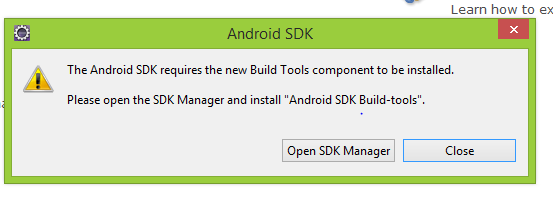 Learn how to ex
Android SDK
The Android SDK requires the new Build Tools component to be installed.
Please open the SDK Manager and install "Android SDK Build-tools".
Open SDK Manager
Close